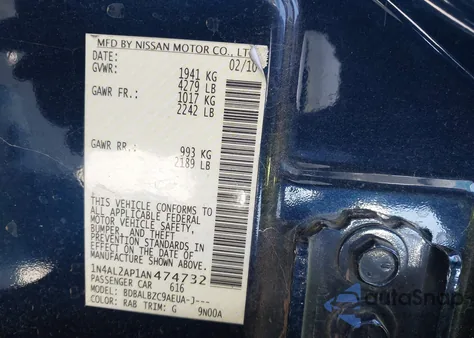 MFD BY NISSAN MOTOR CO., LT
DATE: 02/10
GVWR: 1941 KG
4279 LB
GAWR FR.: 1017 KG
2242 LB
GAWR RR.: 993 KG
2189 LB
THIS VEHICLE CONFORMS TO
ALL APPLICABLE FEDERAL
MOTOR VEHICLE SAFETY,
BUMPER, AND THEFT
PREVENTION STANDARDS IN
EFFECT ON THE DATE OF
MANUFACTURE SHOWN ABOVE.
1N4AL2AP1AN474732
PASSENGER CAR 616
MODEL: BDBALBZC9AEUA-J---
COLOR: RAB TRIM: G 9N00A
autoSnap